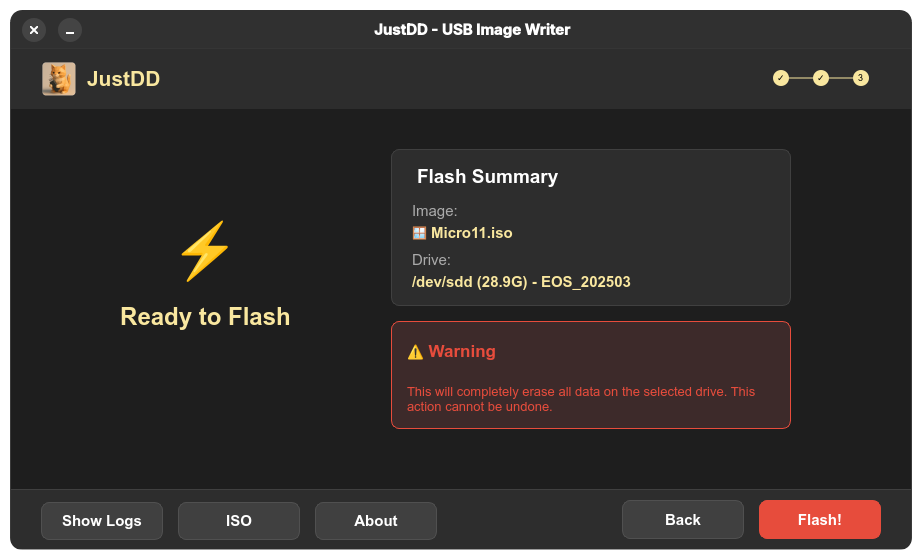 JustDD - USB Image Writer
JustDD
✓ ✓ 3
Ready to Flash
Flash Summary
Image:
Micro11.iso
Drive:
/dev/sdd (28.9G) - EOS_202503
Warning
This will completely erase all data on the selected drive. This
action cannot be undone.
Show Logs
ISO
About
Back
Flash!